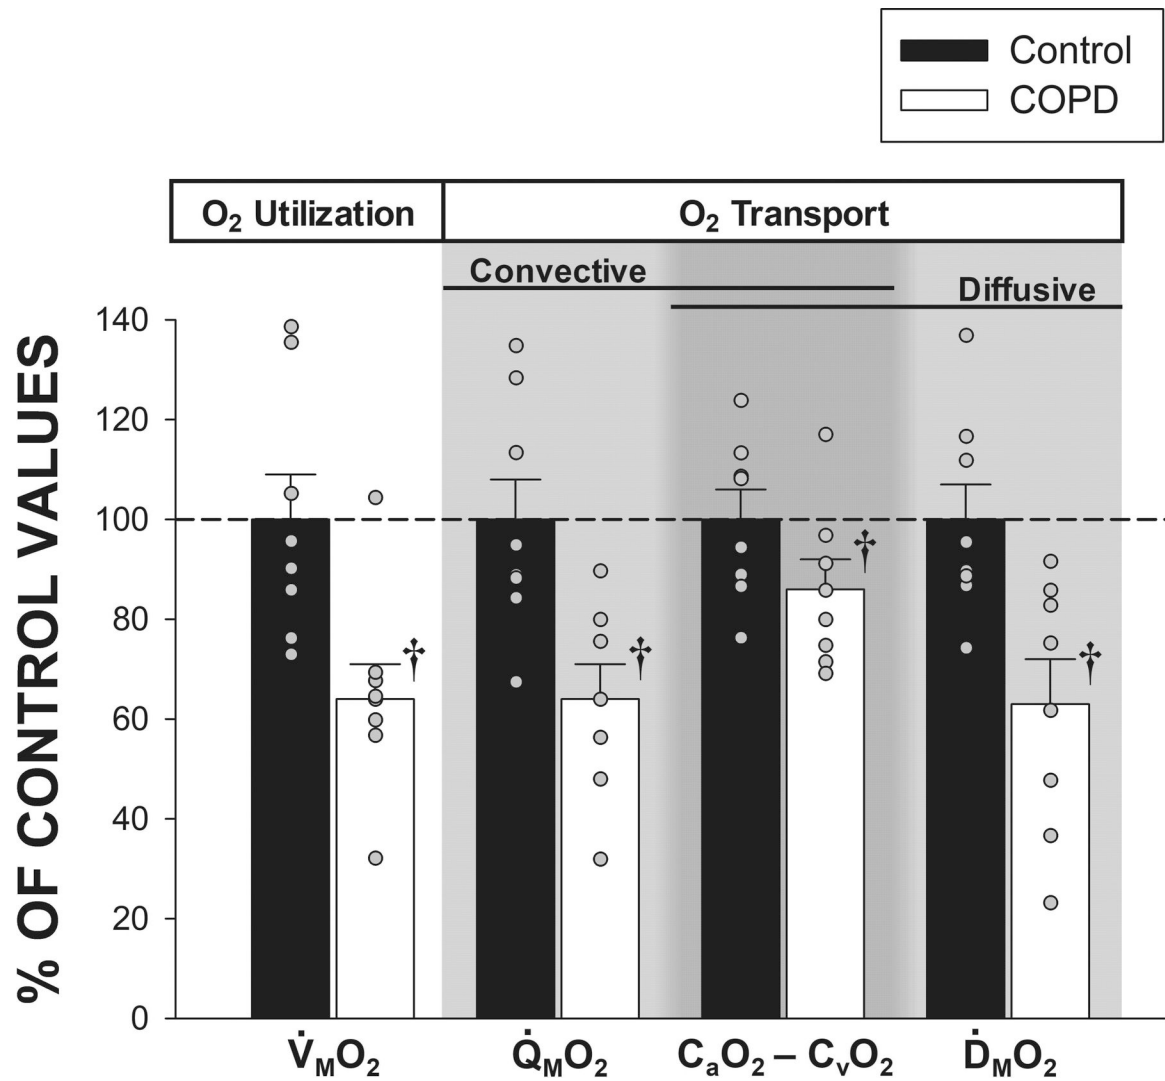 Control
COPD
O₂ Utilization
O₂ Transport
Convective
Diffusive
% OF CONTROL VALUES
140
120
100
80
60
40
20
0
†
†
†
†
V̇ₘO₂
Q̇ₘO₂
CₐO₂ – CᵥO₂
ḊₘO₂